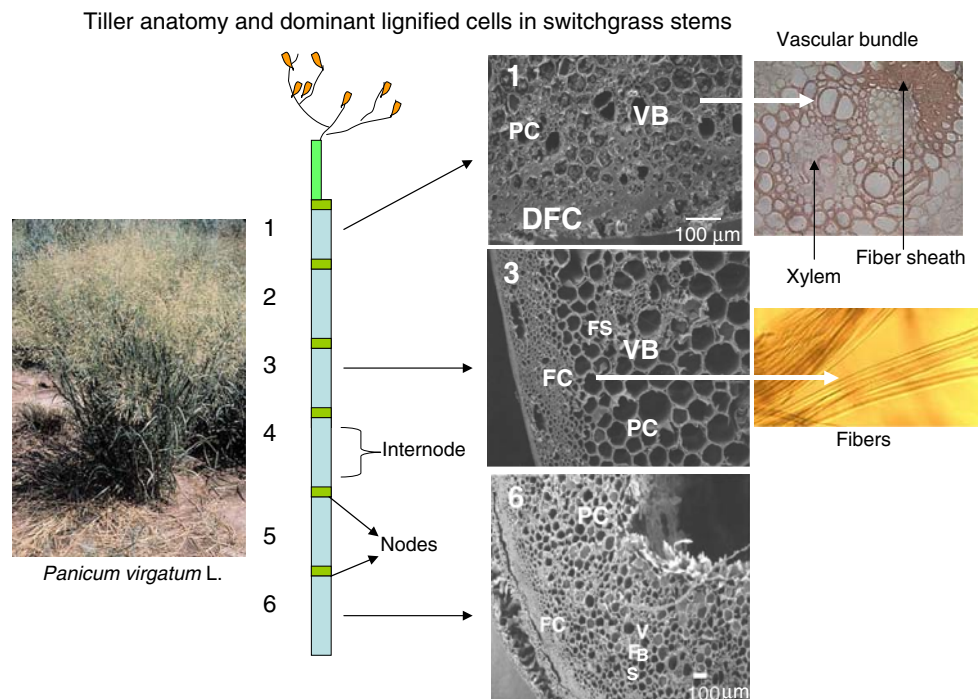 Tiller anatomy and dominant lignified cells in switchgrass stems
Vascular bundle
1
PC
VB
DFC
100 µm
Xylem
Fiber sheath
1
2
3
4
5
6
Internode
Nodes
3
FS
VB
FC
PC
Fibers
6
PC
FC
V
FB
S
100µm
Panicum virgatum L.